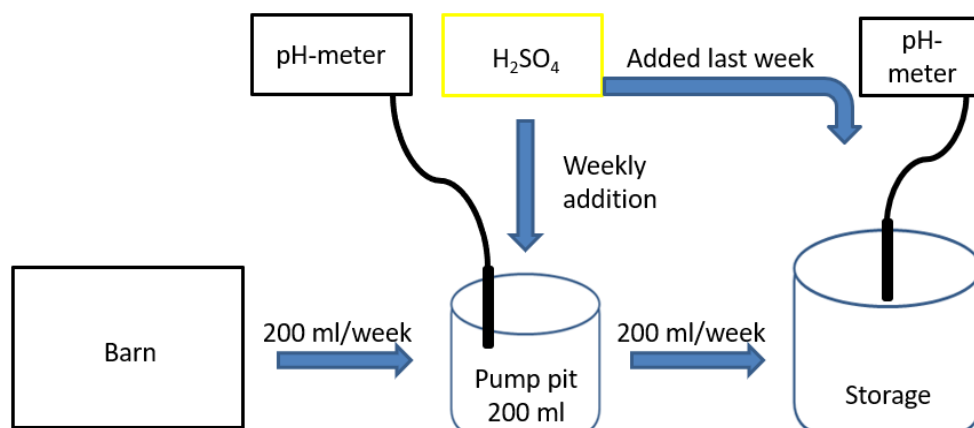 pH-meter
H₂SO₄
Added last week
pH-
meter
Weekly
addition
Barn
200 ml/week
Pump pit
200 ml
200 ml/week
Storage